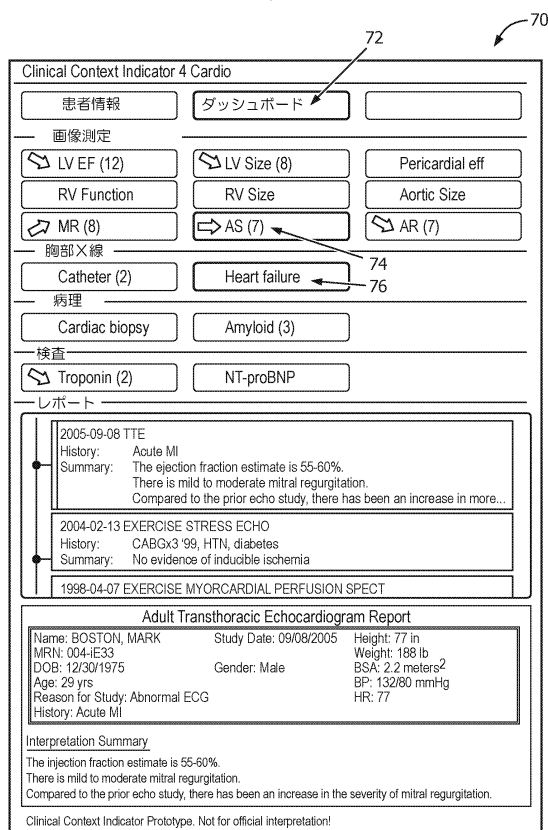 70
72
Clinical Context Indicator 4 Cardio
患者情報 ダッシュボード
画像測定
LV EF (12) LV Size (8) Pericardial eff
RV Function RV Size Aortic Size
MR (8) AS (7) AR (7)
74
胸部X線
Catheter (2) Heart failure 76
病理
Cardiac biopsy Amyloid (3)
検査
Troponin (2) NT-proBNP
レポート
2005-09-08 TTE
History: Acute MI
Summary: The ejection fraction estimate is 55-60%.
There is mild to moderate mitral regurgitation.
Compared to the prior echo study, there has been an increase in more...
2004-02-13 EXERCISE STRESS ECHO
History: CABGx3 '99, HTN, diabetes
Summary: No evidence of inducible ischemia
1998-04-07 EXERCISE MYORCARDIAL PERFUSION SPECT
Adult Transthoracic Echocardiogram Report
Name: BOSTON, MARK Study Date: 09/08/2005 Height: 77 in
MRN: 004-iE33 Weight: 188 lb
DOB: 12/30/1975 Gender: Male BSA: 2.2 meters2
Age: 29 yrs BP: 132/80 mmHg
Reason for Study: Abnormal ECG HR: 77
History: Acute MI
Interpretation Summary
The injection fraction estimate is 55-60%.
There is mild to moderate mitral regurgitation.
Compared to the prior echo study, there has been an increase in the severity of mitral regurgitation.
Clinical Context Indicator Prototype. Not for official interpretation!